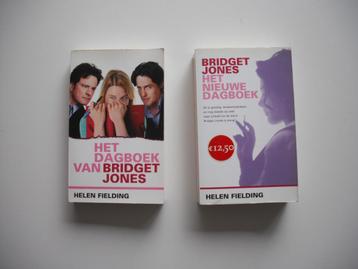 HET
DAGBOEK
VAN BRIDGET
JONES
HELEN FIELDING
BRIDGET
JONES
HET
NIEUWE
DAGBOEK
€12,50
HELEN FIELDING